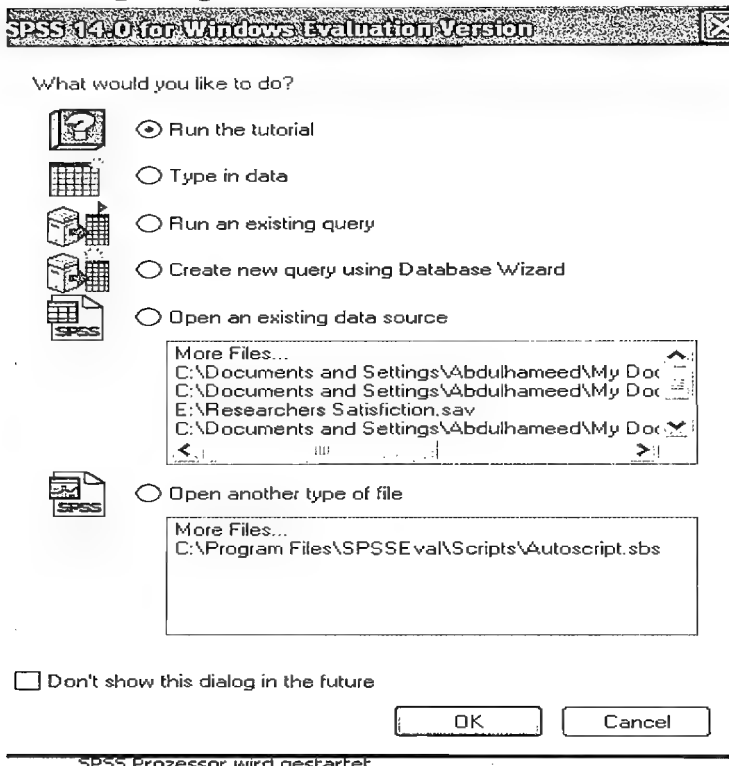 SPSS 14.0 for Windows Evaluation Version
What would you like to do?
Run the tutorial
Type in data
Run an existing query
Create new query using Database Wizard
SPSS
Open an existing data source
More Files...
C:\Documents and Settings\Abdulhameed\My Doc
C:\Documents and Settings\Abdulhameed\My Doc
E:\Researchers Satisfiction.sav
C:\Documents and Settings\Abdulhameed\My Doc
SPSS
Open another type of file
More Files...
C:\Program Files\SPSSEval\Scripts\Autoscript.sbs
Don't show this dialog in the future
OK Cancel
SPSS Prozessor wird gestartet